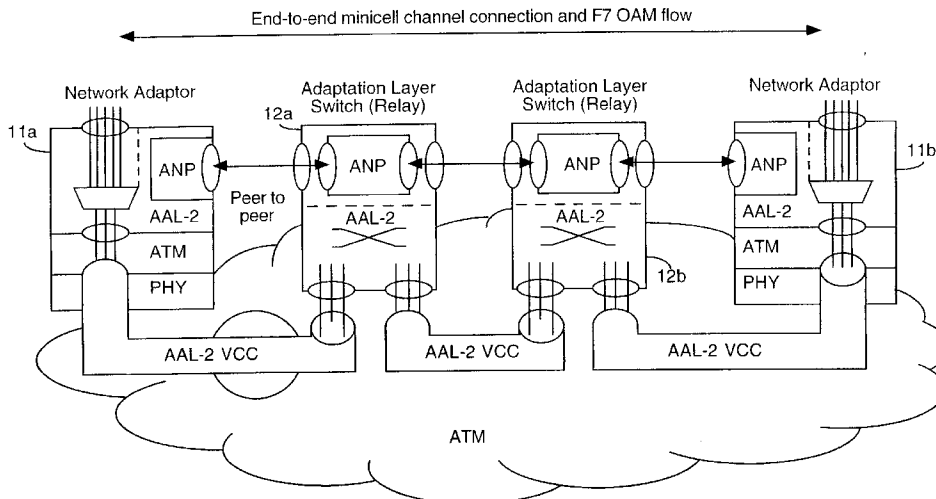 End-to-end minicell channel connection and F7 OAM flow
Network Adaptor
Adaptation Layer
Switch (Relay)
Adaptation Layer
Switch (Relay)
Network Adaptor
11a
12a
11b
ANP
ANP
ANP
ANP
Peer to
peer
AAL-2
AAL-2
AAL-2
AAL-2
ATM
ATM
PHY
12b
PHY
AAL-2 VCC
AAL-2 VCC
AAL-2 VCC
ATM